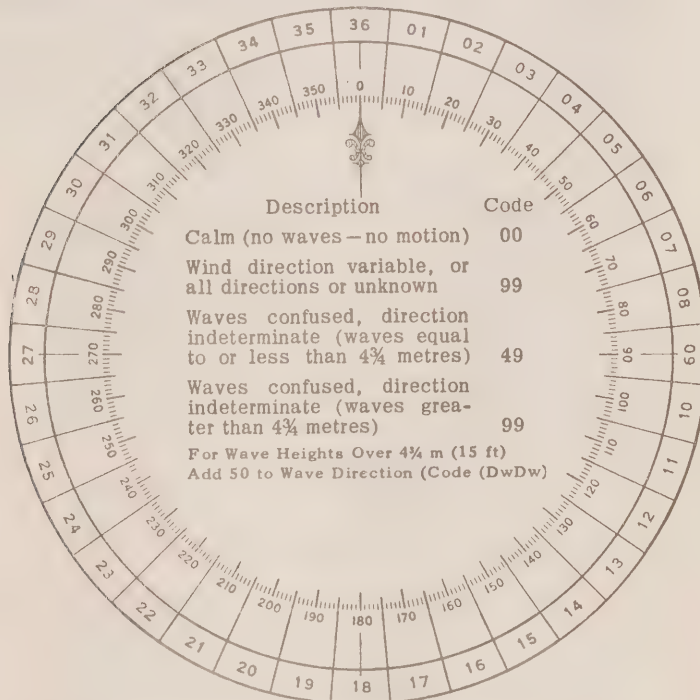 36 01 02 03 04 05 06 07 08 09 10 11 12 13 14 15 16 17 18 19 20 21 22 23 24 25 26 27 28 29 30 31 32 33 34 35
0 10 20 30 40 50 60 70 80 90 100 110 120 130 140 150 160 170 180 190 200 210 220 230 240 250 260 270 280 290 300 310 320 330 340 350
Description Code
Calm (no waves—no motion) 00
Wind direction variable, or
all directions or unknown 99
Waves confused, direction
indeterminate (waves equal
to or less than 4¾ metres) 49
Waves confused, direction
indeterminate (waves grea-
ter than 4¾ metres) 99
For Wave Heights Over 4¾ m (15 ft)
Add 50 to Wave Direction (Code (DwDw)